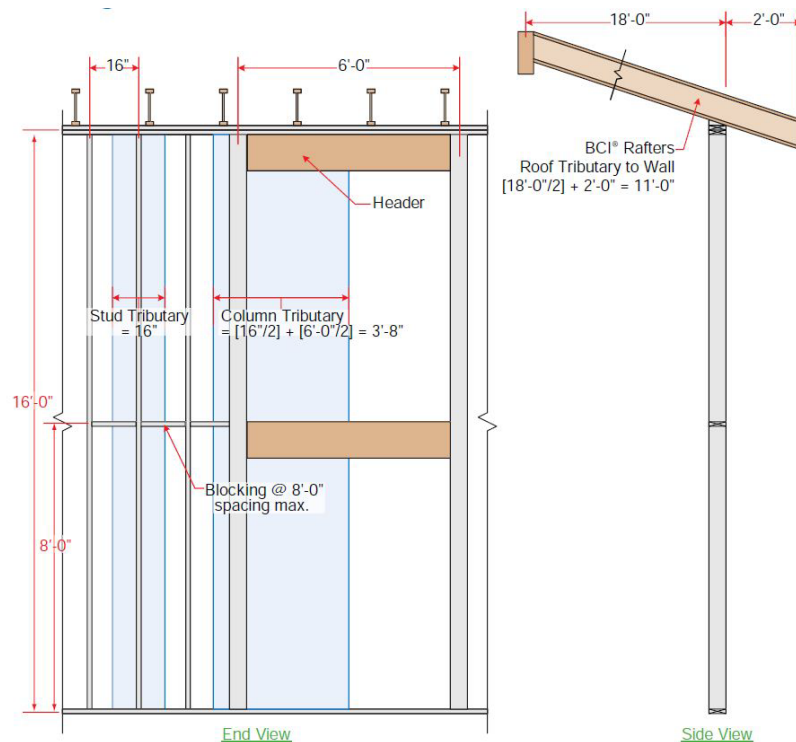 18'-0"
2'-0"
16"
6'-0"
BCI® Rafters
Roof Tributary to Wall
[18'-0"/2] + 2'-0" = 11'-0"
Header
Stud Tributary
= 16"
Column Tributary
= [16"/2] + [6'-0"/2] = 3'-8"
16'-0"
Blocking @ 8'-0"
spacing max.
8'-0"
End View
Side View